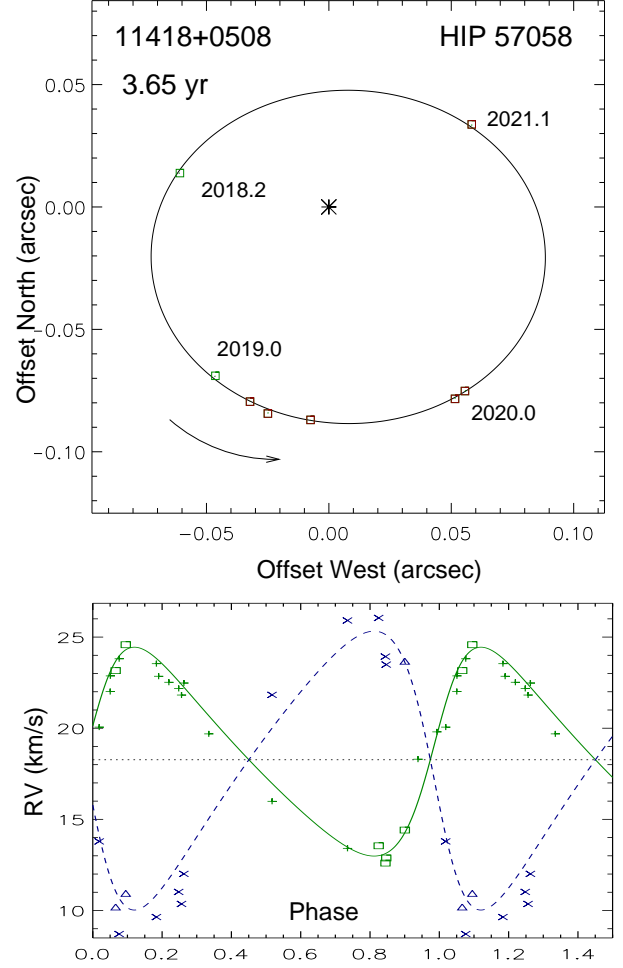 11418+0508 HIP 57058
3.65 yr
0.05
2021.1
2018.2
0.00
Offset North (arcsec)
−0.05
2019.0
2020.0
−0.10
−0.05 0.00 0.05 0.10
Offset West (arcsec)
25
20
RV (km/s)
15
10
Phase
0.0 0.2 0.4 0.6 0.8 1.0 1.2 1.4